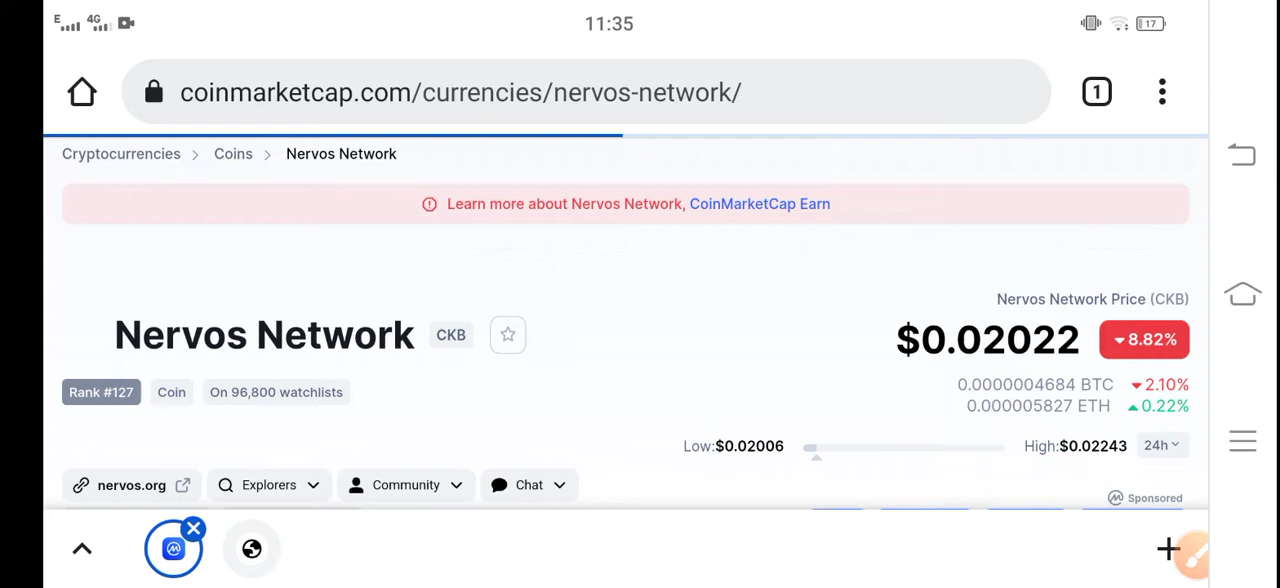 E 4G 11:35 17
coinmarketcap.com/currencies/nervos-network/ 1
Cryptocurrencies > Coins > Nervos Network
Learn more about Nervos Network, CoinMarketCap Earn
Nervos Network Price (CKB)
Nervos Network CKB $0.02022 8.82%
Rank #127 Coin On 96,800 watchlists 0.0000004684 BTC 2.10%
0.000005827 ETH 0.22%
Low:$0.02006 High:$0.02243 24h
nervos.org Explorers Community Chat
Sponsored